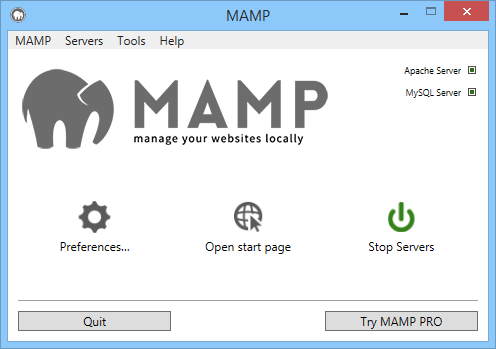 MAMP
MAMP Servers Tools Help
Apache Server
MySQL Server
MAMP
manage your websites locally
Preferences... Open start page Stop Servers
Quit Try MAMP PRO